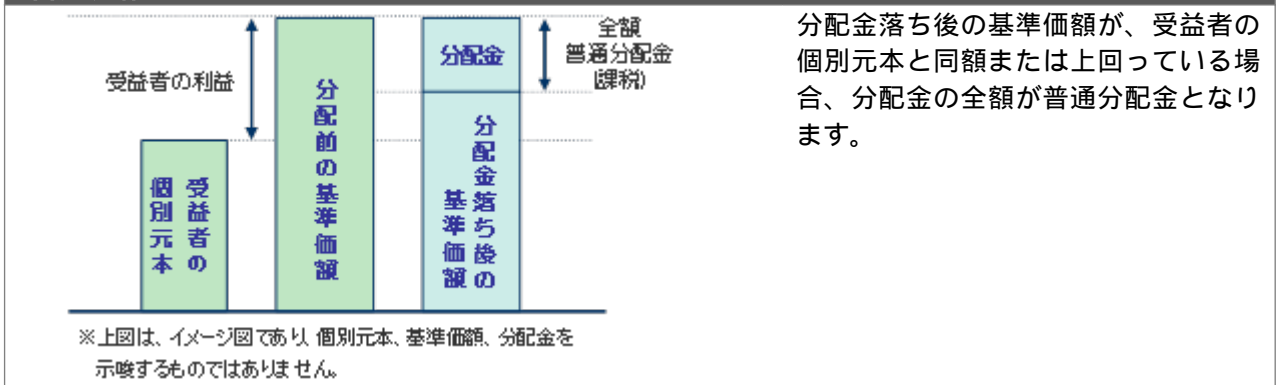 受益者の利益
受益者の
個別元本
分配前の基準価額
分配金
分配金落ち後の
基準価額
全額
普通分配金
(課税)
分配金落ち後の基準価額が、受益者の
個別元本と同額または上回っている場
合、分配金の全額が普通分配金となり
ます。
※上図は、イメージ図であり、個別元本、基準価額、分配金を
示唆するものではありません。